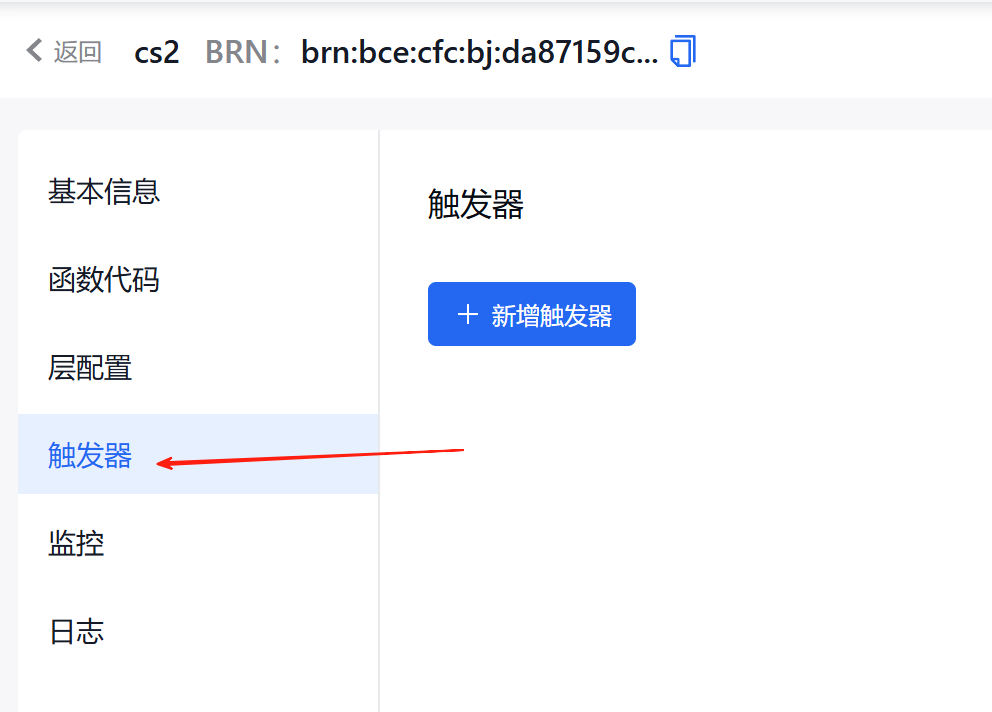 返回 cs2 BRN： brn:bce:cfc:bj:da87159c...
基本信息
函数代码
层配置
触发器
监控
日志
触发器
新增触发器